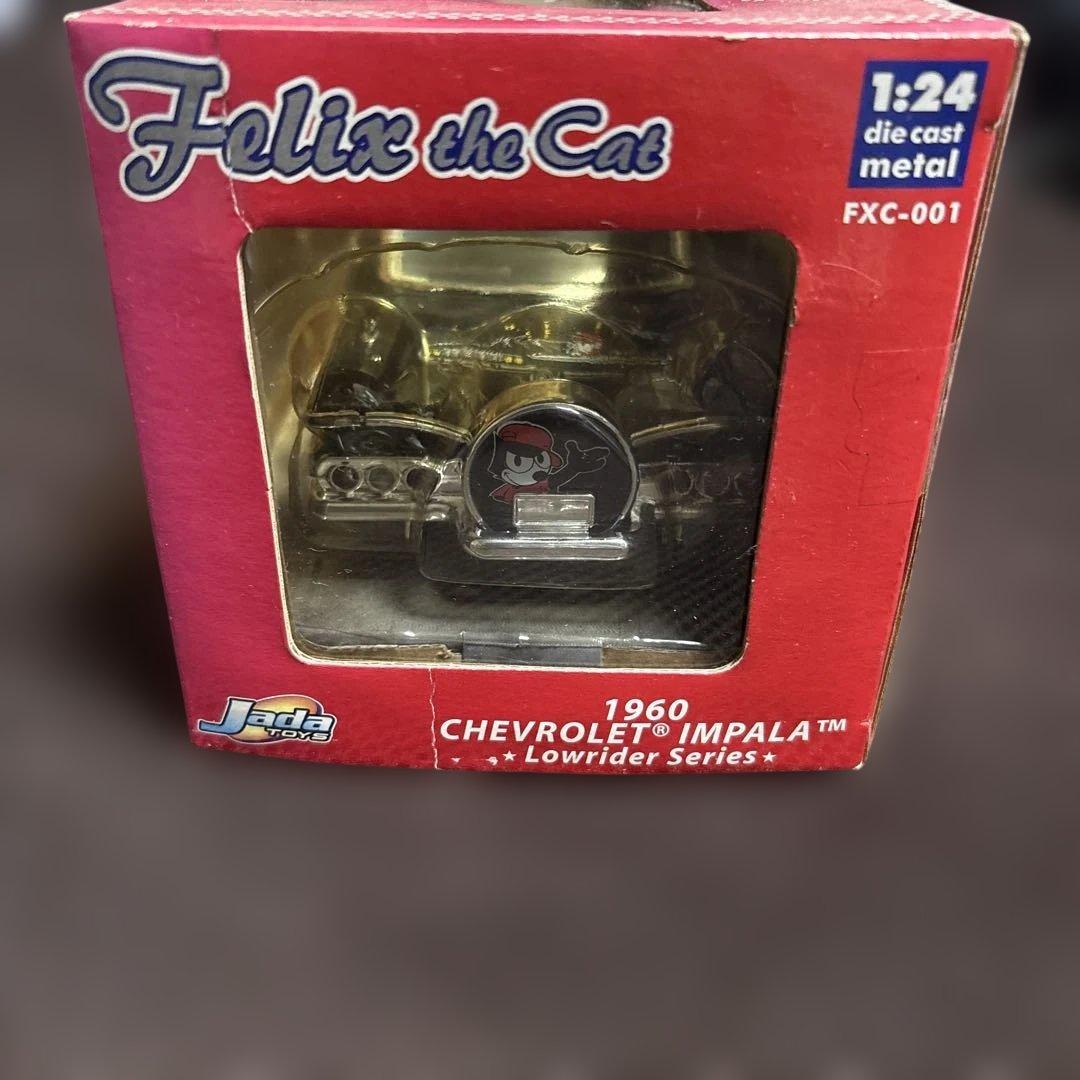 Felix the Cat
1:24
die cast
metal
FXC-001
Jada
TOYS
1960
CHEVROLET® IMPALA™
★ Lowrider Series ★